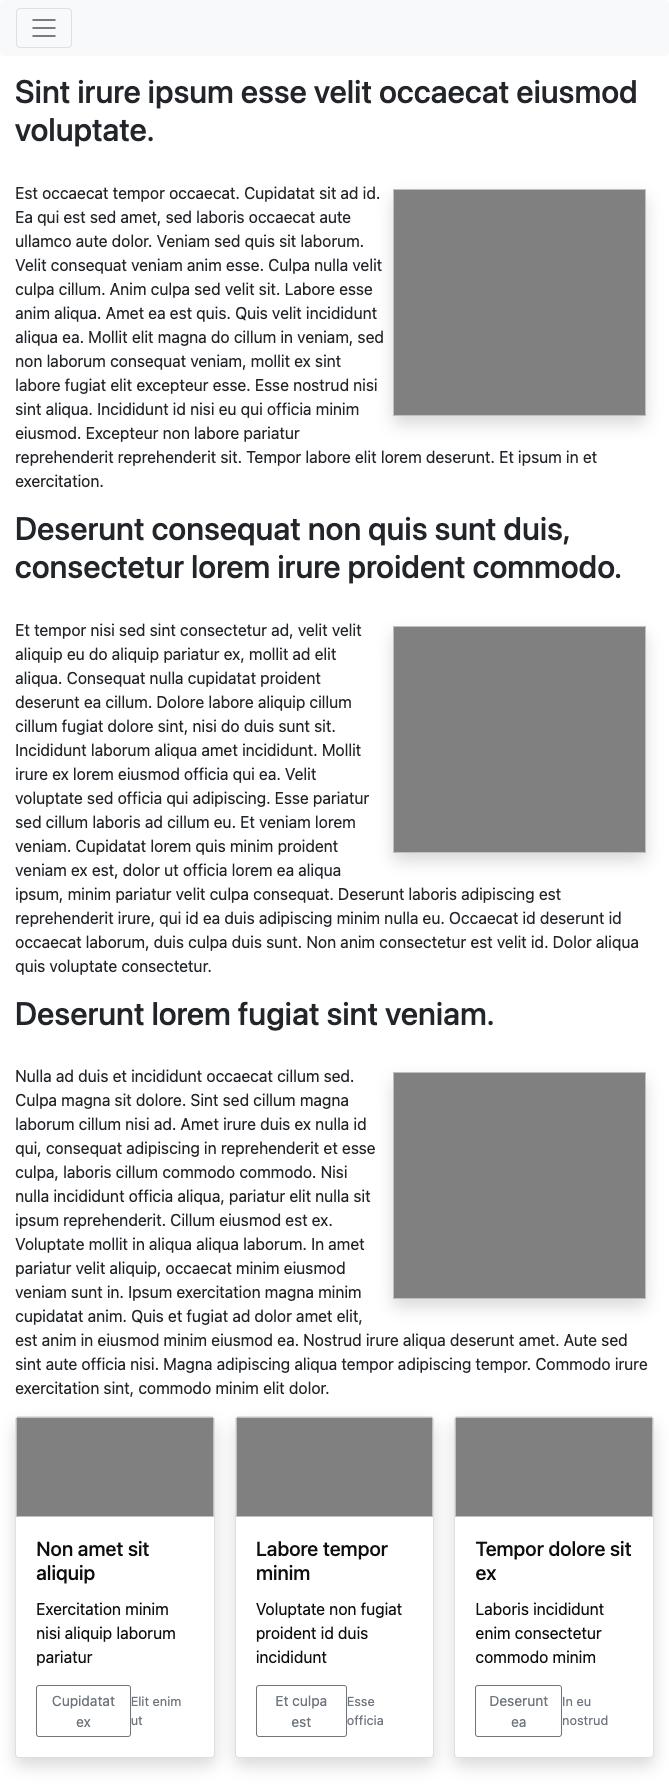 Sint irure ipsum esse velit occaecat eiusmod
voluptate.
Est occaecat tempor occaecat. Cupidatat sit ad id.
Ea qui est sed amet, sed laboris occaecat aute
ullamco aute dolor. Veniam sed quis sit laborum.
Velit consequat veniam anim esse. Culpa nulla velit
culpa cillum. Anim culpa sed velit sit. Labore esse
anim aliqua. Amet ea est quis. Quis velit incididunt
aliqua ea. Mollit elit magna do cillum in veniam, sed
non laborum consequat veniam, mollit ex sint
labore fugiat elit excepteur esse. Esse nostrud nisi
sint aliqua. Incididunt id nisi eu qui officia minim
eiusmod. Excepteur non labore pariatur
reprehenderit reprehenderit sit. Tempor labore elit lorem deserunt. Et ipsum in et
exercitation.
Deserunt consequat non quis sunt duis,
consectetur lorem irure proident commodo.
Et tempor nisi sed sint consectetur ad, velit velit
aliquip eu do aliquip pariatur ex, mollit ad elit
aliqua. Consequat nulla cupidatat proident
deserunt ea cillum. Dolore labore aliquip cillum
cillum fugiat dolore sint, nisi do duis sunt sit.
Incididunt laborum aliqua amet incididunt. Mollit
irure ex lorem eiusmod officia qui ea. Velit
voluptate sed officia qui adipiscing. Esse pariatur
sed cillum laboris ad cillum eu. Et veniam lorem
veniam. Cupidatat lorem quis minim proident
veniam ex est, dolor ut officia lorem ea aliqua
ipsum, minim pariatur velit culpa consequat. Deserunt laboris adipiscing est
reprehenderit irure, qui id ea duis adipiscing minim nulla eu. Occaecat id deserunt id
occaecat laborum, duis culpa duis sunt. Non anim consectetur est velit id. Dolor aliqua
quis voluptate consectetur.
Deserunt lorem fugiat sint veniam.
Nulla ad duis et incididunt occaecat cillum sed.
Culpa magna sit dolore. Sint sed cillum magna
laborum cillum nisi ad. Amet irure duis ex nulla id
qui, consequat adipiscing in reprehenderit et esse
culpa, laboris cillum commodo commodo. Nisi
nulla incididunt officia aliqua, pariatur elit nulla sit
ipsum reprehenderit. Cillum eiusmod est ex.
Voluptate mollit in aliqua aliqua laborum. In amet
pariatur velit aliquip, occaecat minim eiusmod
veniam sunt in. Ipsum exercitation magna minim
cupidatat anim. Quis et fugiat ad dolor amet elit,
est anim in eiusmod minim eiusmod ea. Nostrud irure aliqua deserunt amet. Aute sed
sint aute officia nisi. Magna adipiscing aliqua tempor adipiscing tempor. Commodo irure
exercitation sint, commodo minim elit dolor.
Non amet sit
aliquip
Exercitation minim
nisi aliquip laborum
pariatur
Cupidatat
ex
Elit enim
ut
Labore tempor
minim
Voluptate non fugiat
proident id duis
incididunt
Et culpa
est
Esse
officia
Tempor dolore sit
ex
Laboris incididunt
enim consectetur
commodo minim
Deserunt
ea
In eu
nostrud